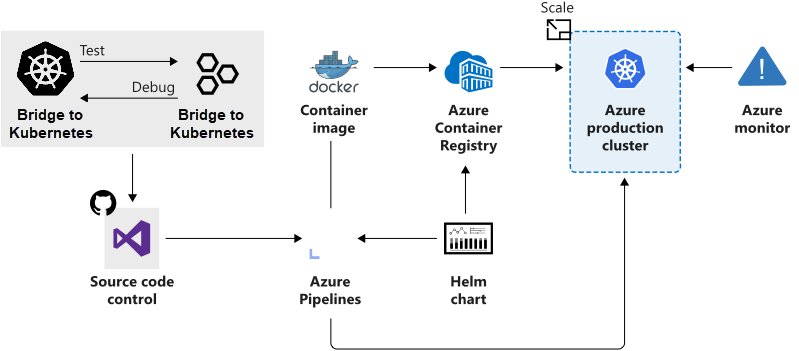 Scale
Test
Debug
Bridge to
Kubernetes
Bridge to
Kubernetes
docker
Container
image
Azure
Container
Registry
Azure
production
cluster
Azure
monitor
Source code
control
Azure
Pipelines
Helm
chart